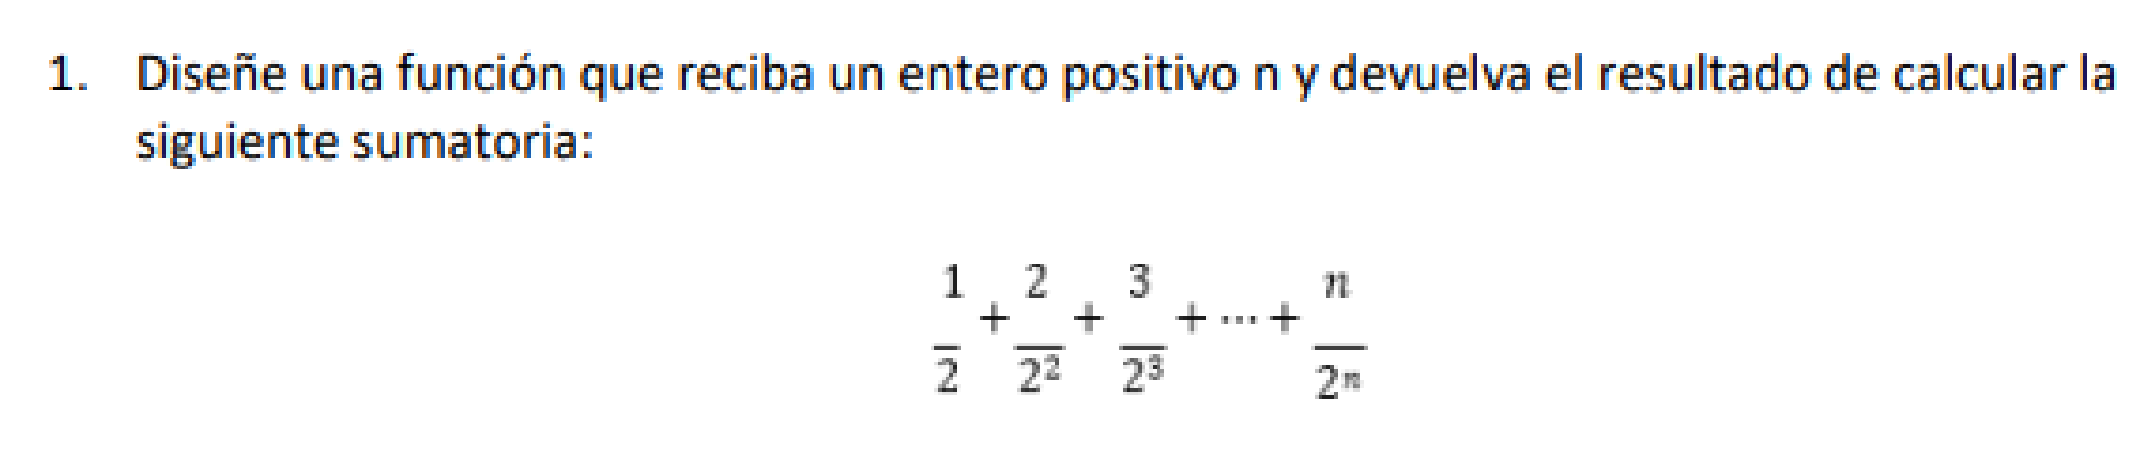 1. Diseñe una función que reciba un entero positivo n y devuelva el resultado de calcular la
siguiente sumatoria:
1/2 + 2/2² + 3/2³ + ⋯ + n/2ⁿ